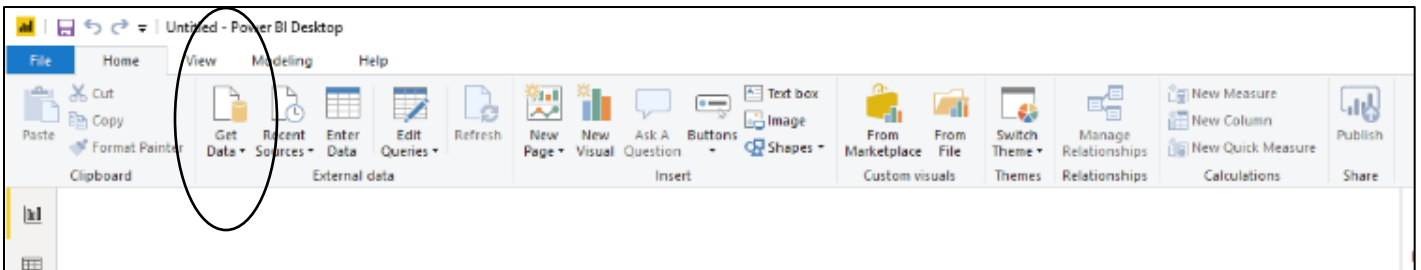 Untitled - Power BI Desktop
File Home View Modeling Help
Paste
Cut
Copy
Format Painter
Clipboard
Get Data
Recent Sources
Enter Data
Edit Queries
Refresh
External data
New Page
New Visual
Ask A Question
Buttons
Text box
Image
Shapes
Insert
From Marketplace
From File
Custom visuals
Switch Theme
Themes
Manage Relationships
Relationships
New Measure
New Column
New Quick Measure
Calculations
Publish
Share